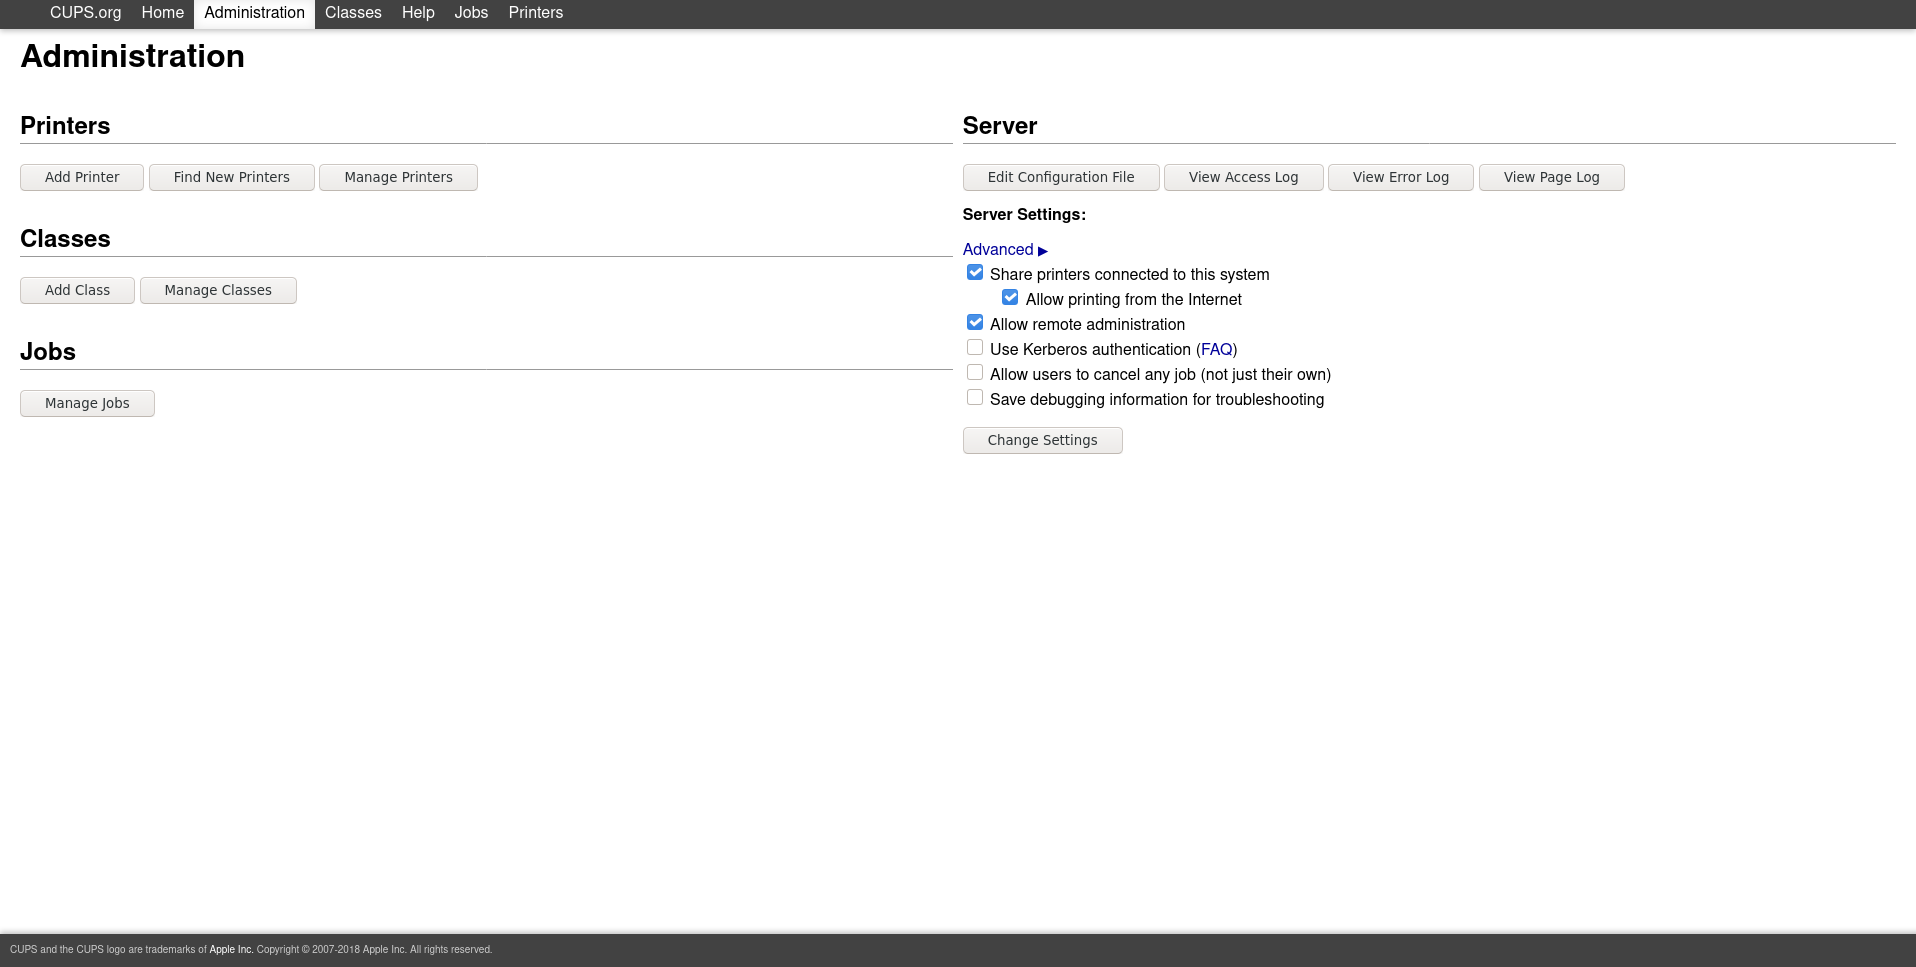 CUPS.org Home Administration Classes Help Jobs Printers
Administration
Printers
Add Printer Find New Printers Manage Printers
Classes
Add Class Manage Classes
Jobs
Manage Jobs
Server
Edit Configuration File View Access Log View Error Log View Page Log
Server Settings:
Advanced ▶
Share printers connected to this system
Allow printing from the Internet
Allow remote administration
Use Kerberos authentication (FAQ)
Allow users to cancel any job (not just their own)
Save debugging information for troubleshooting
Change Settings
CUPS and the CUPS logo are trademarks of Apple Inc. Copyright © 2007-2018 Apple Inc. All rights reserved.